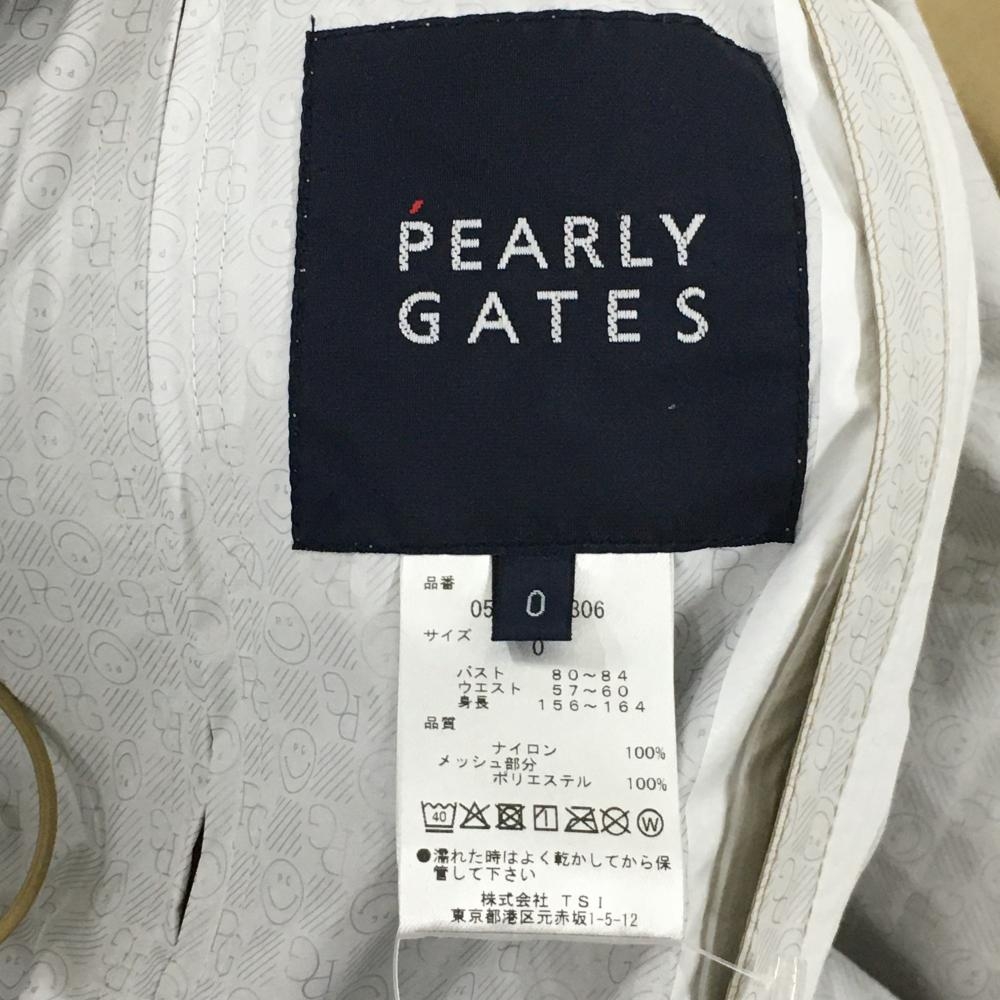 PEARLY
GATES
0
品番
05 306
サイズ
0
バスト 80～84
ウエスト 57～60
身長 156～164
品質
ナイロン 100%
メッシュ部分
ポリエステル 100%
40 W
●濡れた時はよく乾かしてから保
管して下さい
株式会社 TSI
東京都港区元赤坂1-5-12